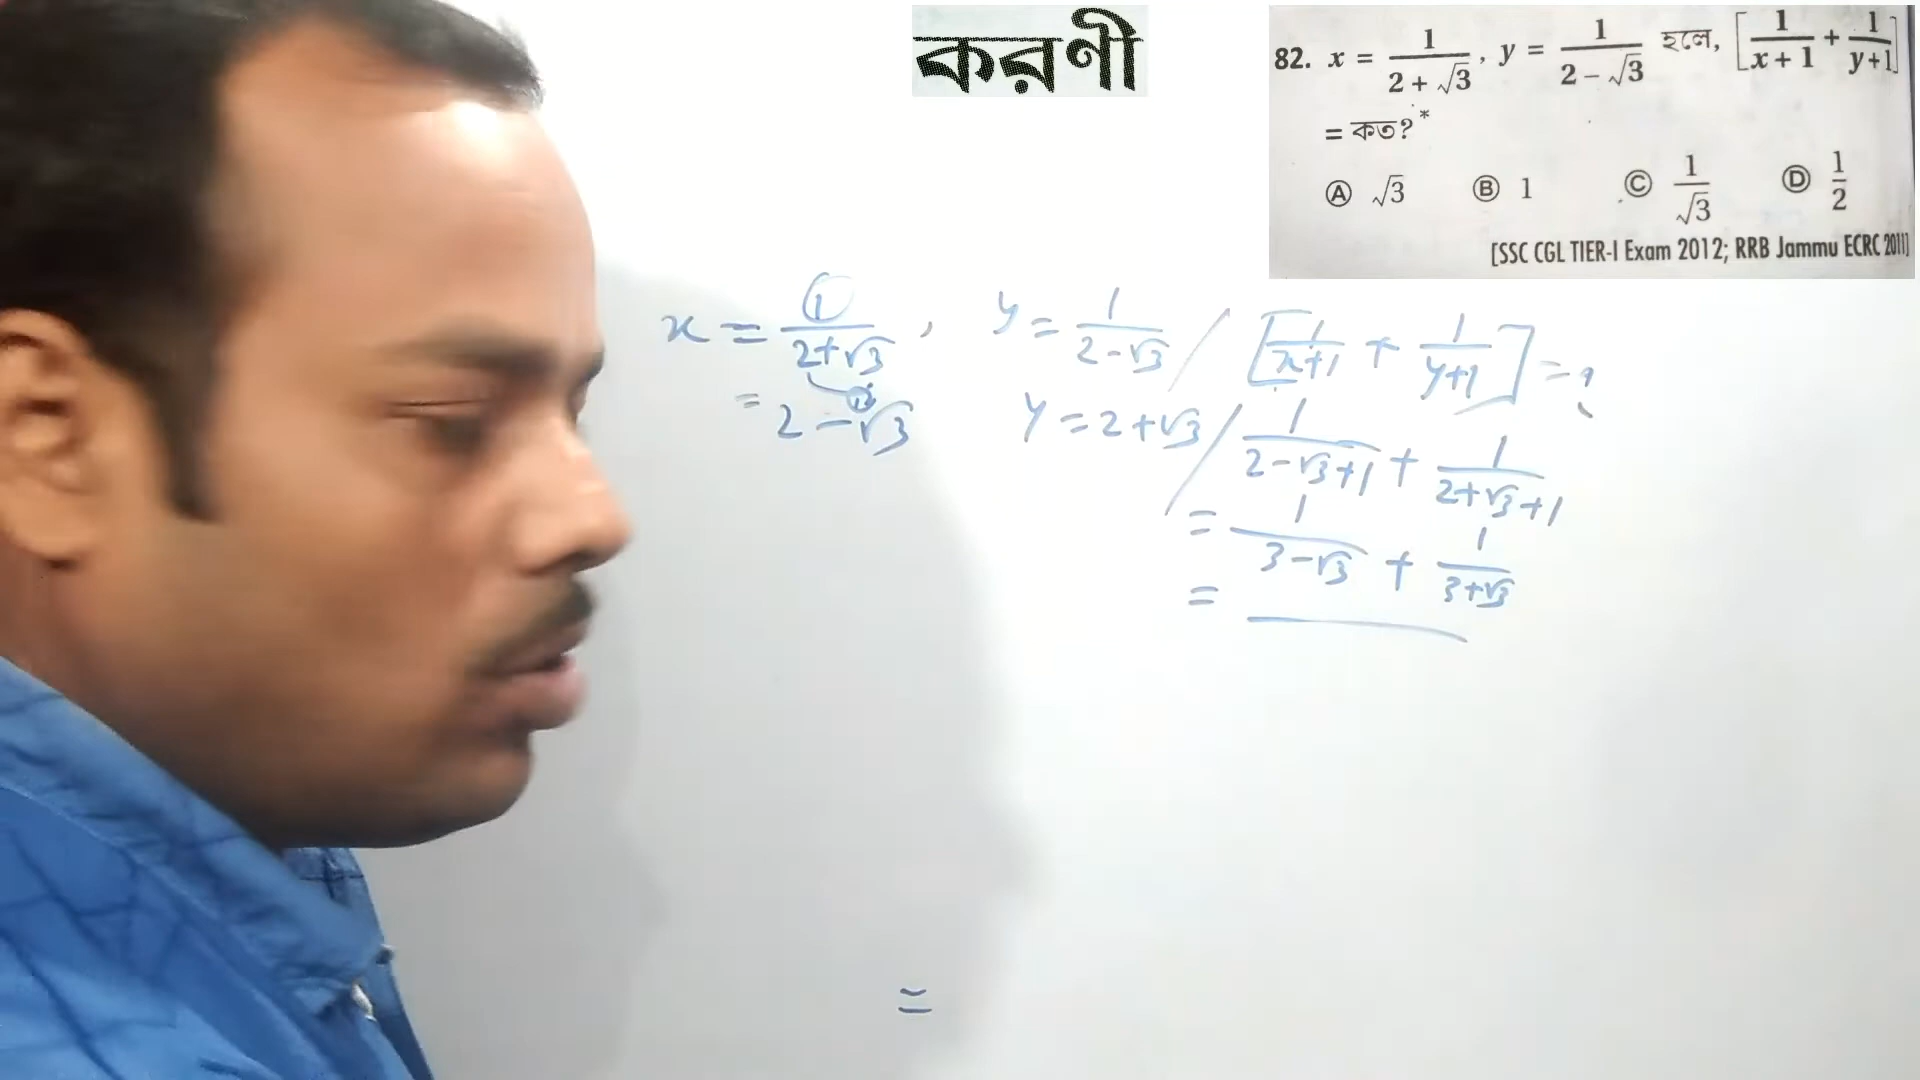 করণী
82. x = 1/(2 + √3), y = 1/(2 − √3) হলে, [1/(x + 1) + 1/(y+1)]
= কত?*
Ⓐ √3 Ⓑ 1 Ⓒ 1/√3 Ⓓ 1/2
[SSC CGL TIER-I Exam 2012; RRB Jammu ECRC 2011]
x = 1/(2+√3), y = 1/(2-√3) / [1/(x+1) + 1/(y+1)] = ?
= 2-√3 y = 2+√3 / 1/(2-√3+1) + 1/(2+√3+1)
= 1/(3-√3) + 1/(3+√3)
=
=